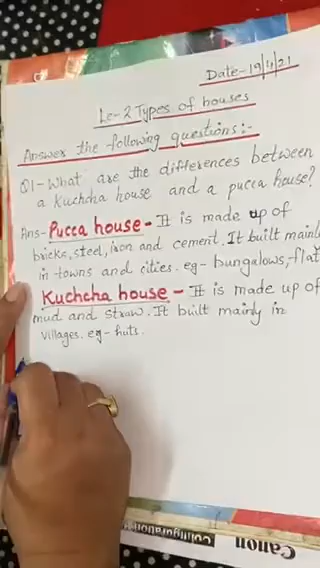 Date-19/4/21
Lc-2 Types of houses
Answer the following questions:-
Q1-What are the differences between
a Kuchcha house and a pucca house?
Ans-Pucca house- It is made up of
bricks, steel, iron and cement. It built mainl
in towns and cities. eg- bungalows, flat
Kuchcha house- It is made up of
mud and straw. It built mainly in
villages. eg- huts.
Canon
Configuration